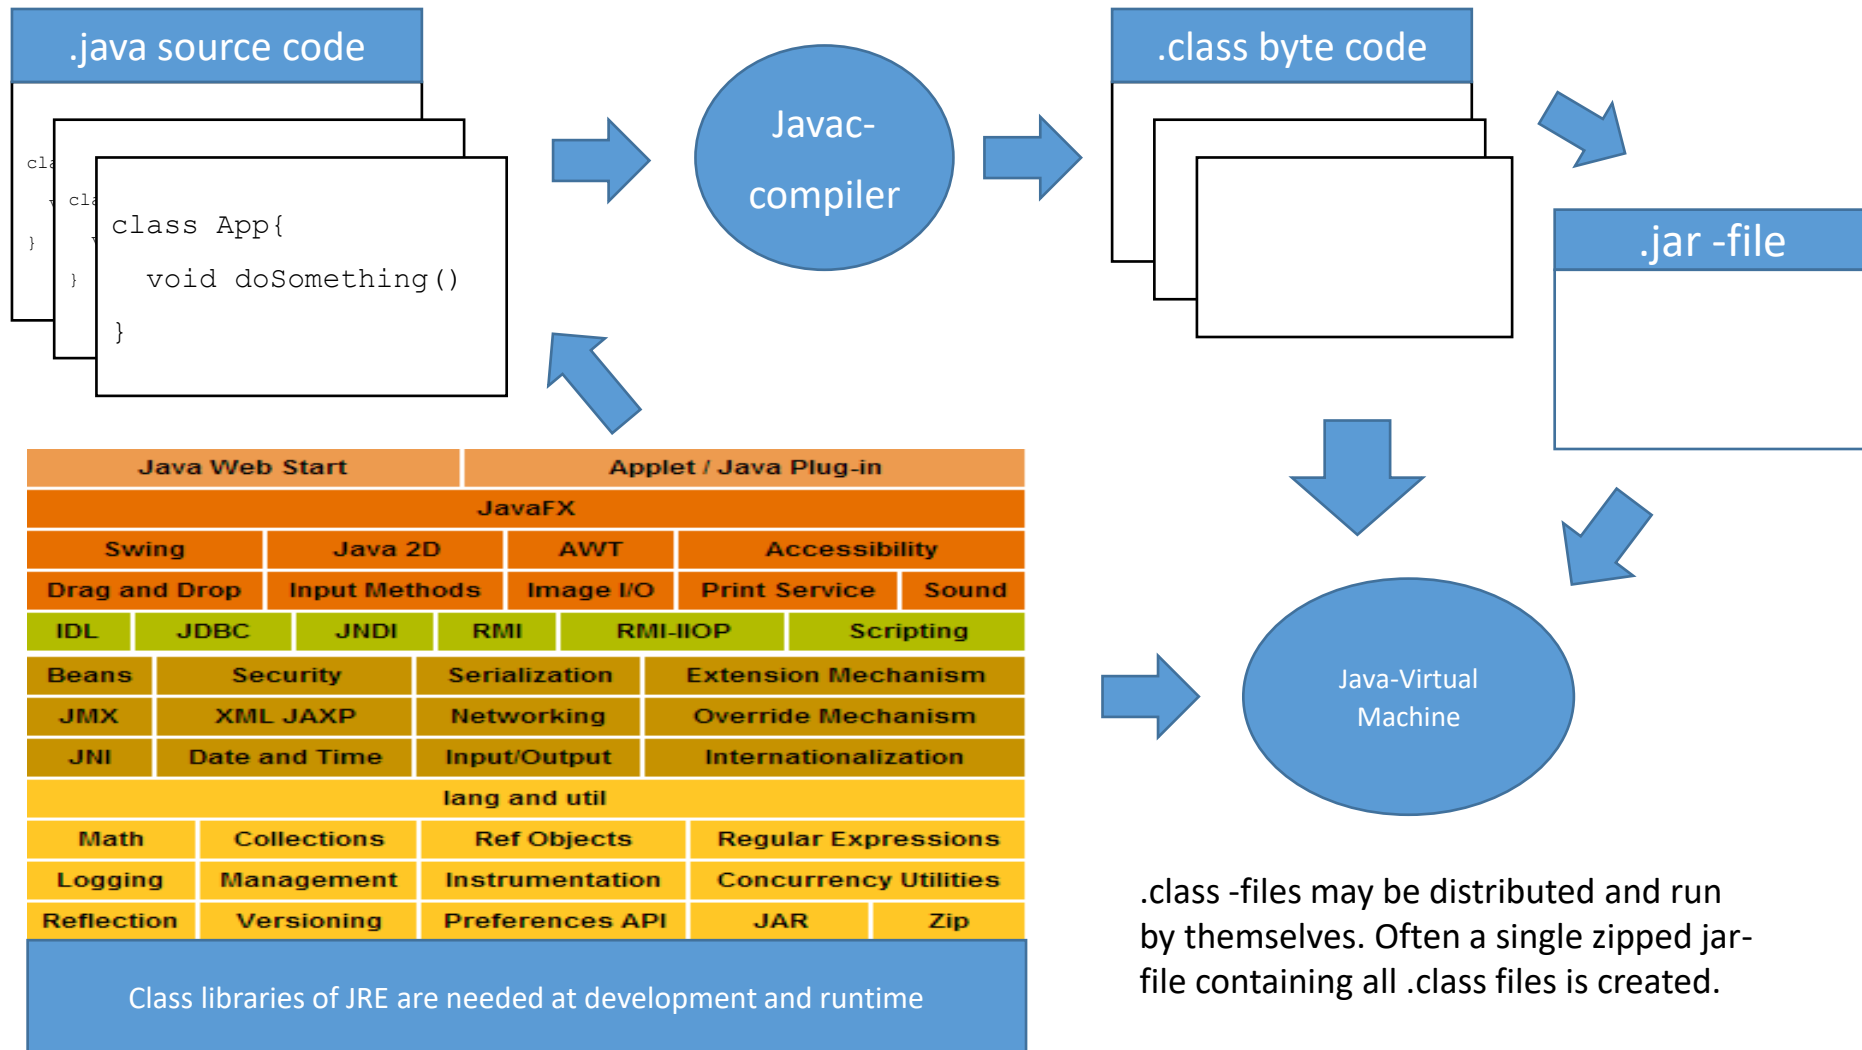 .java source code
cla
v
}
cla
v
}
class App{
void doSomething()
}
Javac-
compiler
.class byte code
.jar -file
Java Web Start Applet / Java Plug-in
JavaFX
Swing Java 2D AWT Accessibility
Drag and Drop Input Methods Image I/O Print Service Sound
IDL JDBC JNDI RMI RMI-IIOP Scripting
Beans Security Serialization Extension Mechanism
JMX XML JAXP Networking Override Mechanism
JNI Date and Time Input/Output Internationalization
lang and util
Math Collections Ref Objects Regular Expressions
Logging Management Instrumentation Concurrency Utilities
Reflection Versioning Preferences API JAR Zip
Class libraries of JRE are needed at development and runtime
Java-Virtual
Machine
.class -files may be distributed and run
by themselves. Often a single zipped jar-
file containing all .class files is created.